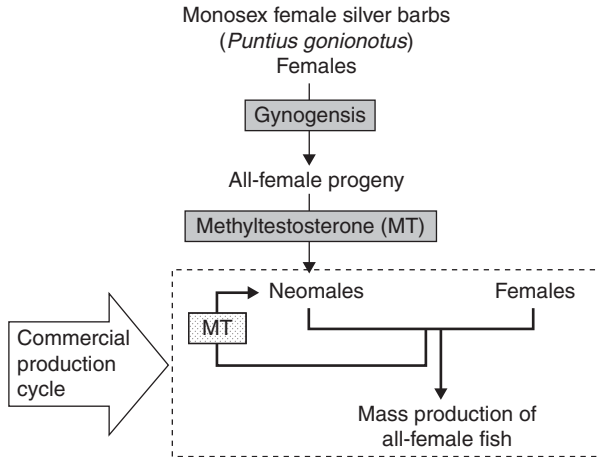 Monosex female silver barbs
(Puntius gonionotus)
Females
Gynogensis
All-female progeny
Methyltestosterone (MT)
Neomales
Females
MT
Commercial
production
cycle
Mass production of
all-female fish